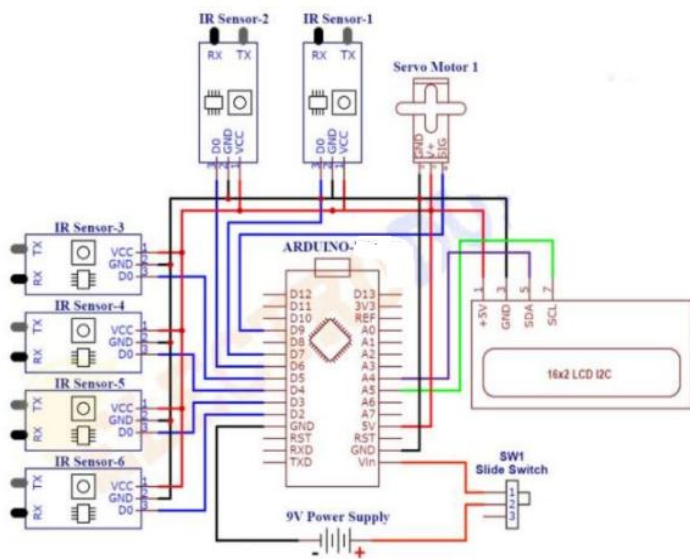 IR Sensor-2
RX TX
D0 GND VCC
3 2 1
IR Sensor-1
RX TX
D0 GND VCC
3 2 1
Servo Motor 1
GND V+ SIG
IR Sensor-3
TX
RX
VCC 1
GND 2
D0 3
IR Sensor-4
TX
RX
VCC 1
GND 2
D0 3
IR Sensor-5
TX
RX
VCC 1
GND 2
D0 3
IR Sensor-6
TX
RX
VCC 1
GND 2
D0 3
ARDUINO-
D12 D13
D11 3V3
D10 REF
D9 A0
D8 A1
D7 A2
D6 A3
D5 A4
D4 A5
D3 A6
D2 A7
GND 5V
RST RST
RXD GND
TXD Vin
1 3 5 7
+5V GND SDA SCL
16x2 LCD I2C
SW1
Slide Switch
1
2
3
9V Power Supply
- +